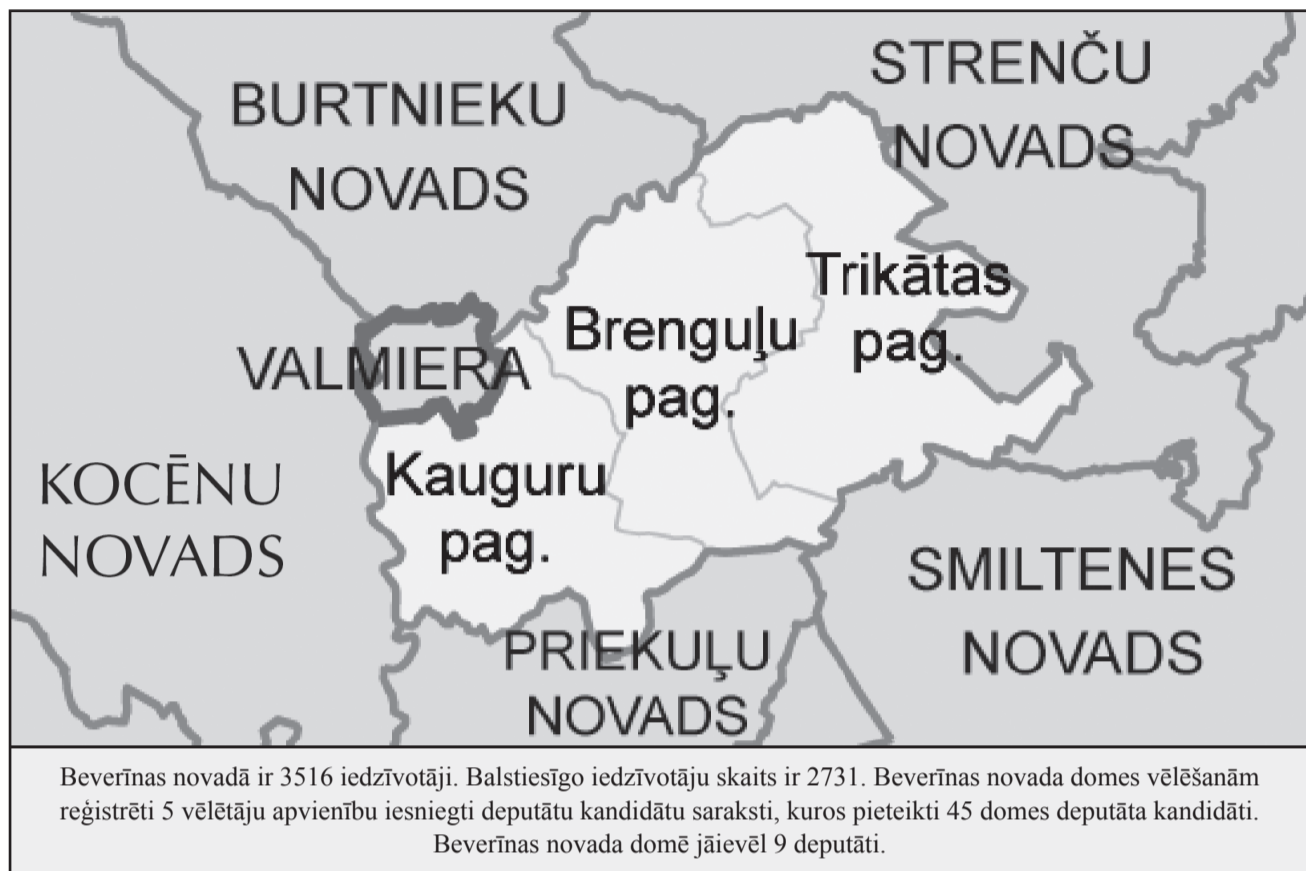 BURTNIEKU
NOVADS
STRENČU
NOVADS
Trikātas
pag.
Brenguļu
pag.
VALMIERA
Kauguru
pag.
KOCĒNU
NOVADS
SMILTENES
NOVADS
PRIEKUĻU
NOVADS
Beverīnas novadā ir 3516 iedzīvotāji. Balstiesīgo iedzīvotāju skaits ir 2731. Beverīnas novada domes vēlēšanām
reģistrēti 5 vēlētāju apvienību iesniegti deputātu kandidātu saraksti, kuros pieteikti 45 domes deputāta kandidāti.
Beverīnas novada domē jāievēl 9 deputāti.